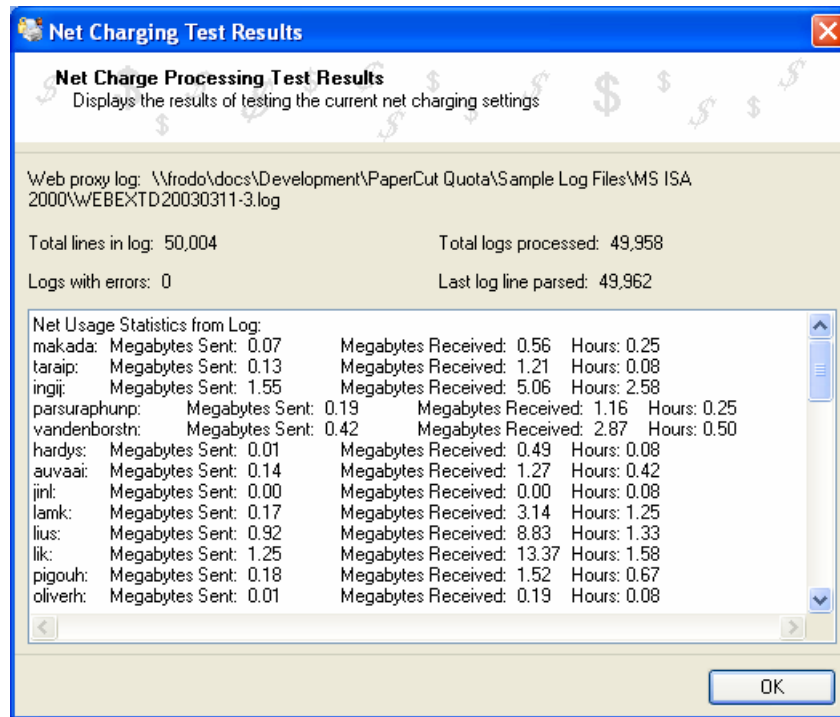 Net Charging Test Results
Net Charge Processing Test Results
Displays the results of testing the current net charging settings
Web proxy log: \\frodo\docs\Development\PaperCut Quota\Sample Log Files\MS ISA
2000\WEBEXTD20030311-3.log
Total lines in log: 50,004 Total logs processed: 49,958
Logs with errors: 0 Last log line parsed: 49,962
Net Usage Statistics from Log:
makada: Megabytes Sent: 0.07 Megabytes Received: 0.56 Hours: 0.25
taraip: Megabytes Sent: 0.13 Megabytes Received: 1.21 Hours: 0.08
ingij: Megabytes Sent: 1.55 Megabytes Received: 5.06 Hours: 2.58
parsuraphunp: Megabytes Sent: 0.19 Megabytes Received: 1.16 Hours: 0.25
vandenborstn: Megabytes Sent: 0.42 Megabytes Received: 2.87 Hours: 0.50
hardys: Megabytes Sent: 0.01 Megabytes Received: 0.49 Hours: 0.08
auvaai: Megabytes Sent: 0.14 Megabytes Received: 1.27 Hours: 0.42
jinl: Megabytes Sent: 0.00 Megabytes Received: 0.00 Hours: 0.08
lamk: Megabytes Sent: 0.17 Megabytes Received: 3.14 Hours: 1.25
lius: Megabytes Sent: 0.92 Megabytes Received: 8.83 Hours: 1.33
lik: Megabytes Sent: 1.25 Megabytes Received: 13.37 Hours: 1.58
pigouh: Megabytes Sent: 0.18 Megabytes Received: 1.52 Hours: 0.67
oliverh: Megabytes Sent: 0.01 Megabytes Received: 0.19 Hours: 0.08
OK